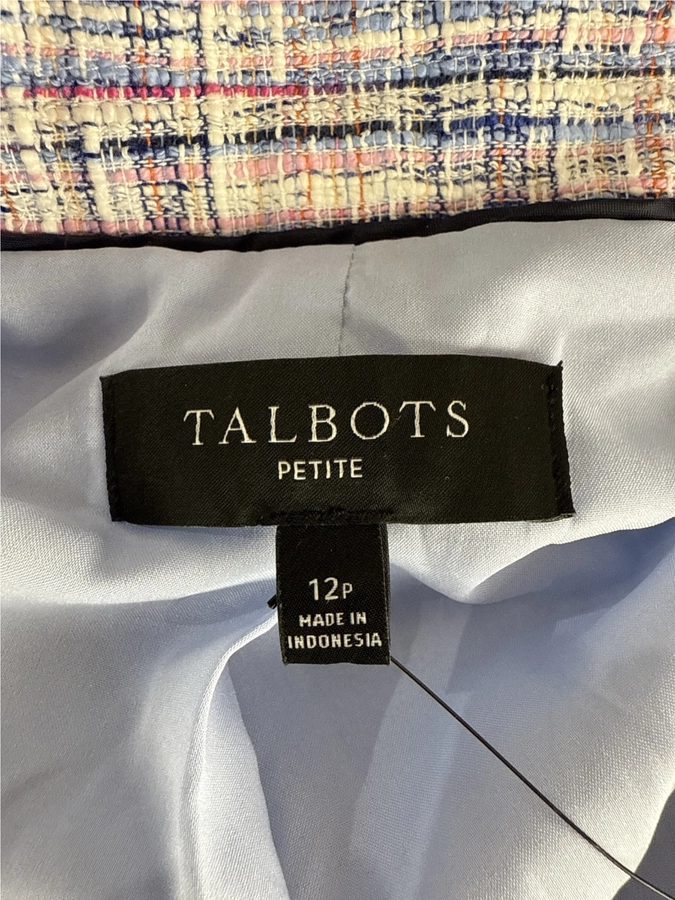 TALBOTS
PETITE
12P
MADE IN
INDONESIA